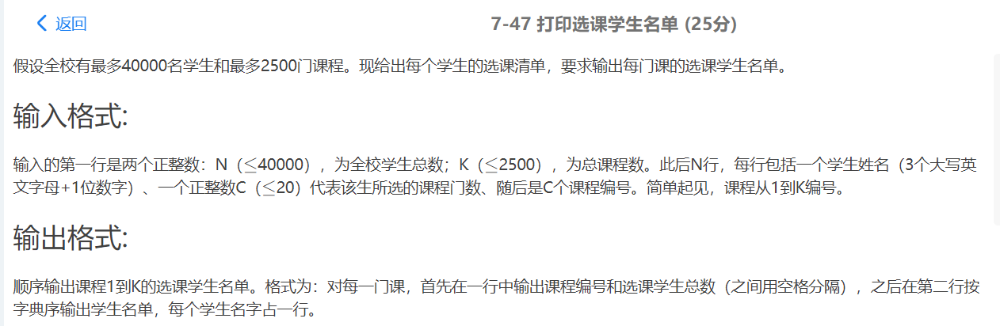 返回
7-47 打印选课学生名单 (25分)
假设全校有最多40000名学生和最多2500门课程。现给出每个学生的选课清单，要求输出每门课的选课学生名单。
输入格式:
输入的第一行是两个正整数：N（≤40000），为全校学生总数；K（≤2500），为总课程数。此后N行，每行包括一个学生姓名（3个大写英
文字母+1位数字）、一个正整数C（≤20）代表该生所选的课程门数、随后是C个课程编号。简单起见，课程从1到K编号。
输出格式:
顺序输出课程1到K的选课学生名单。格式为：对每一门课，首先在一行中输出课程编号和选课学生总数（之间用空格分隔），之后在第二行按
字典序输出学生名单，每个学生名字占一行。